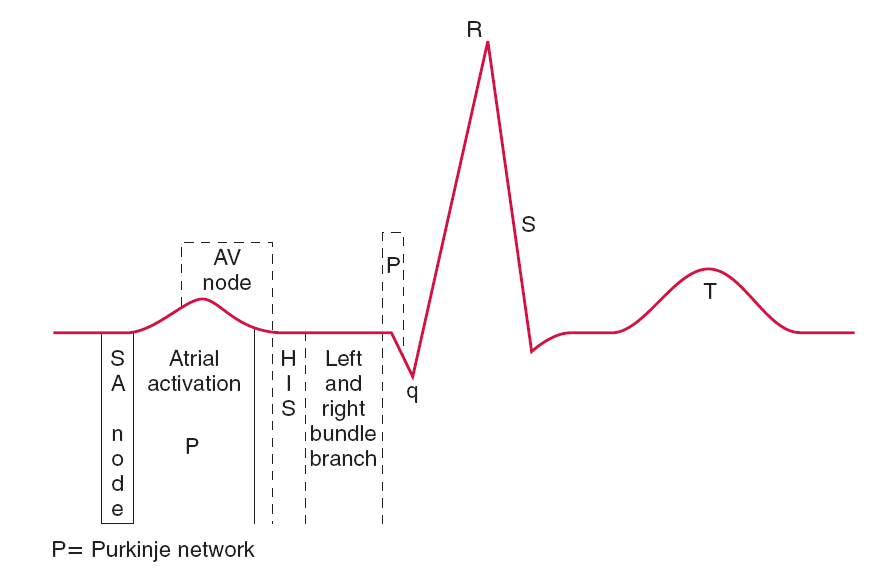 R
S
AV
node
P
T
S
A
n
o
d
e
Atrial
activation
P
H
I
S
Left
and
right
bundle
branch
q
P= Purkinje network